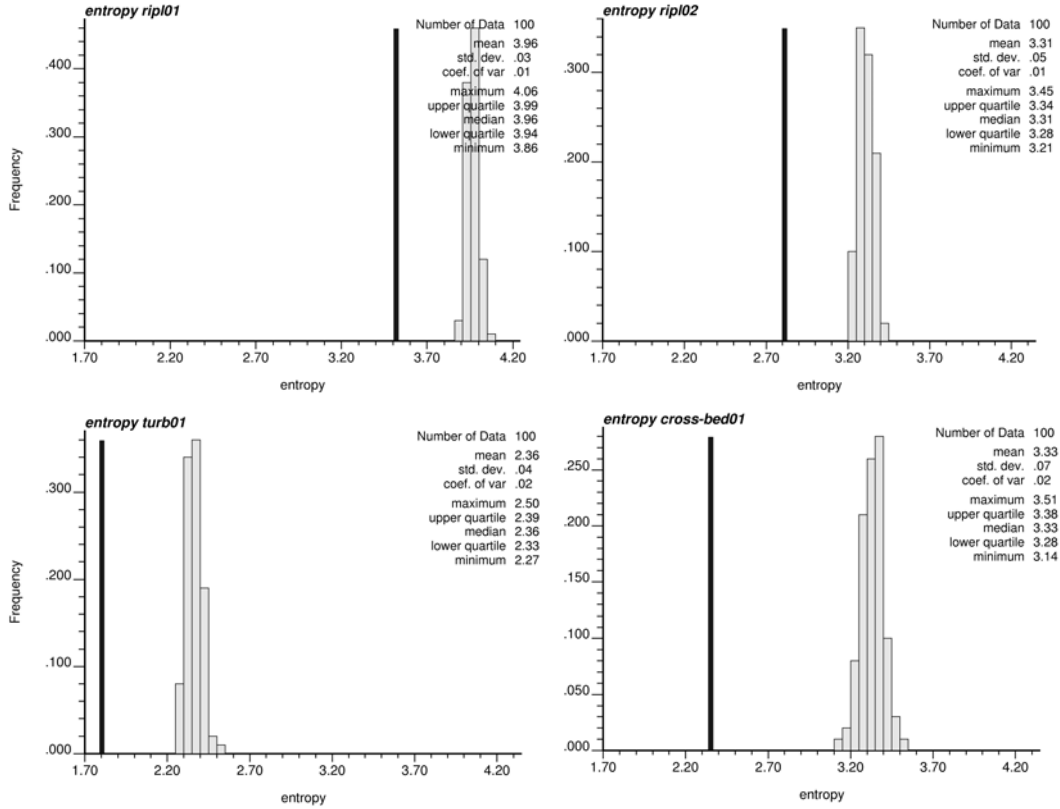 entropy ripl01
Number of Data 100
mean 3.96
std. dev. .03
coef. of var .01
maximum 4.06
upper quartile 3.99
median 3.96
lower quartile 3.94
minimum 3.86
Frequency
.400
.300
.200
.100
.000
1.70 2.20 2.70 3.20 3.70 4.20
entropy
entropy ripl02
Number of Data 100
mean 3.31
std. dev. .05
coef. of var .01
maximum 3.45
upper quartile 3.34
median 3.31
lower quartile 3.28
minimum 3.21
.300
.200
.100
.000
1.70 2.20 2.70 3.20 3.70 4.20
entropy
entropy turb01
Number of Data 100
mean 2.36
std. dev. .04
coef. of var .02
maximum 2.50
upper quartile 2.39
median 2.36
lower quartile 2.33
minimum 2.27
Frequency
.300
.200
.100
.000
1.70 2.20 2.70 3.20 3.70 4.20
entropy
entropy cross-bed01
Number of Data 100
mean 3.33
std. dev. .07
coef. of var .02
maximum 3.51
upper quartile 3.38
median 3.33
lower quartile 3.28
minimum 3.14
.250
.200
.150
.100
.050
.000
1.70 2.20 2.70 3.20 3.70 4.20
entropy